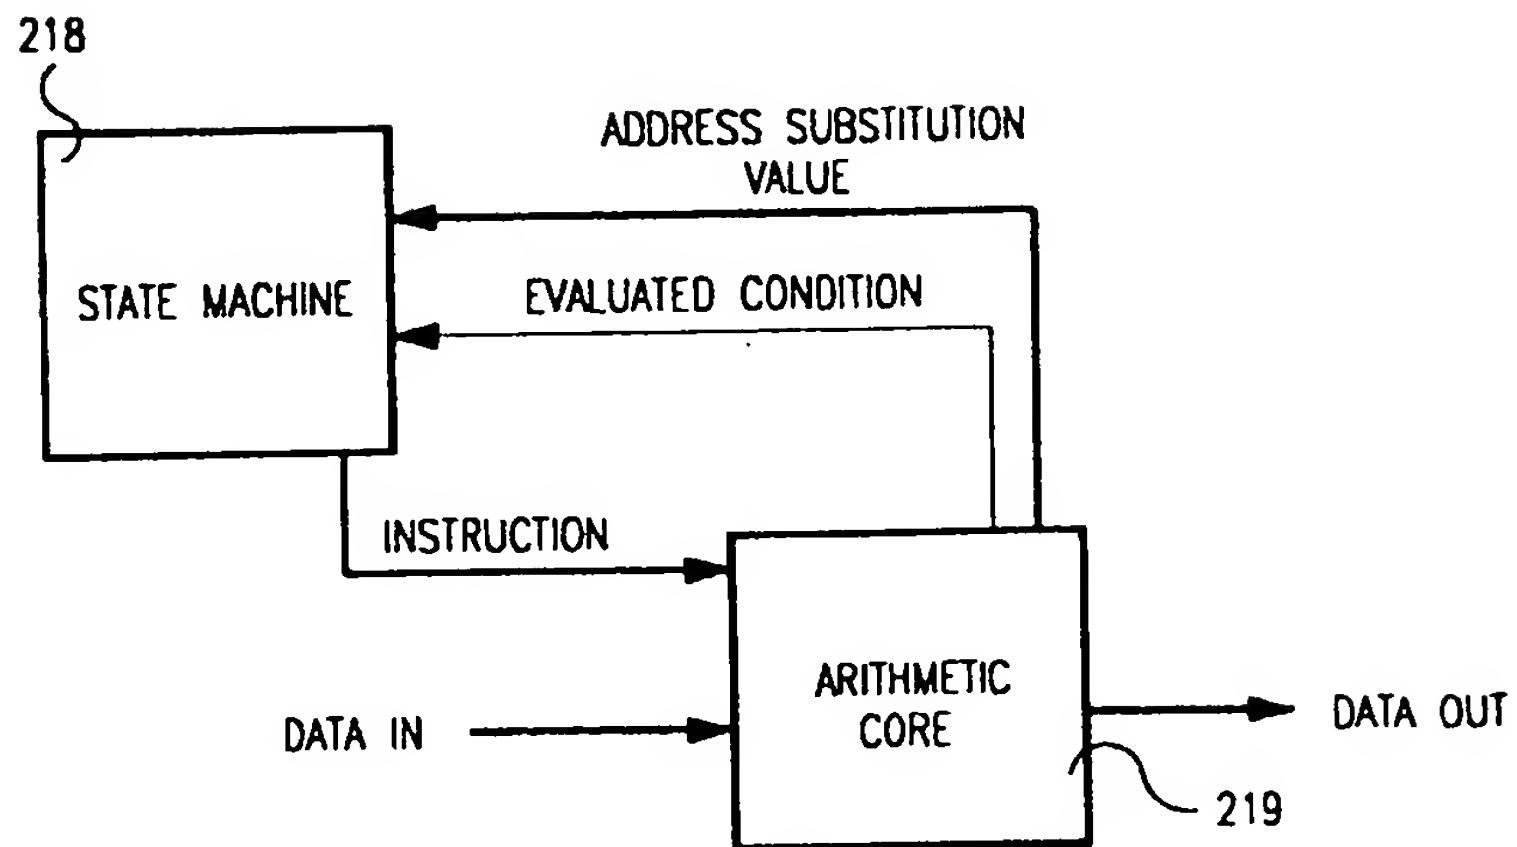 218
ADDRESS SUBSTITUTION
VALUE
STATE MACHINE
EVALUATED CONDITION
INSTRUCTION
ARITHMETIC
CORE
DATA IN
DATA OUT
219